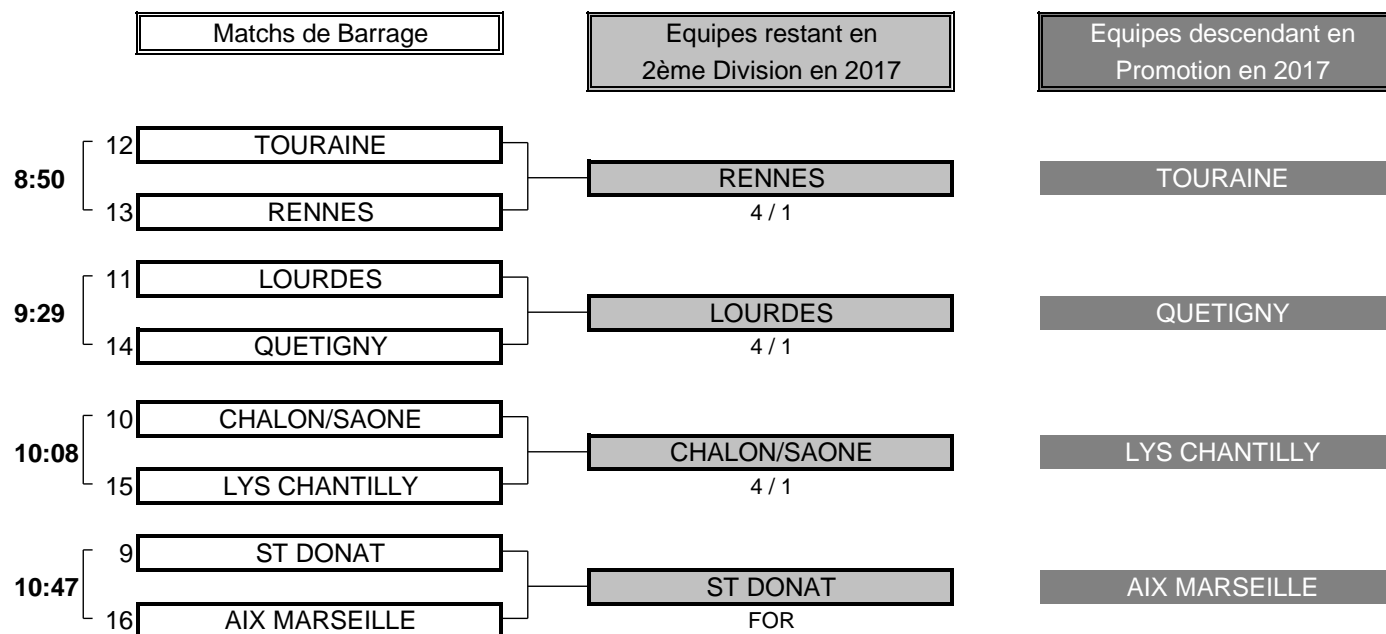 Matchs de Barrage
Equipes restant en
2ème Division en 2017
Equipes descendant en
Promotion en 2017
8:50
12 TOURAINE
13 RENNES
RENNES
4 / 1
TOURAINE
9:29
11 LOURDES
14 QUETIGNY
LOURDES
4 / 1
QUETIGNY
10:08
10 CHALON/SAONE
15 LYS CHANTILLY
CHALON/SAONE
4 / 1
LYS CHANTILLY
10:47
9 ST DONAT
16 AIX MARSEILLE
ST DONAT
FOR
AIX MARSEILLE